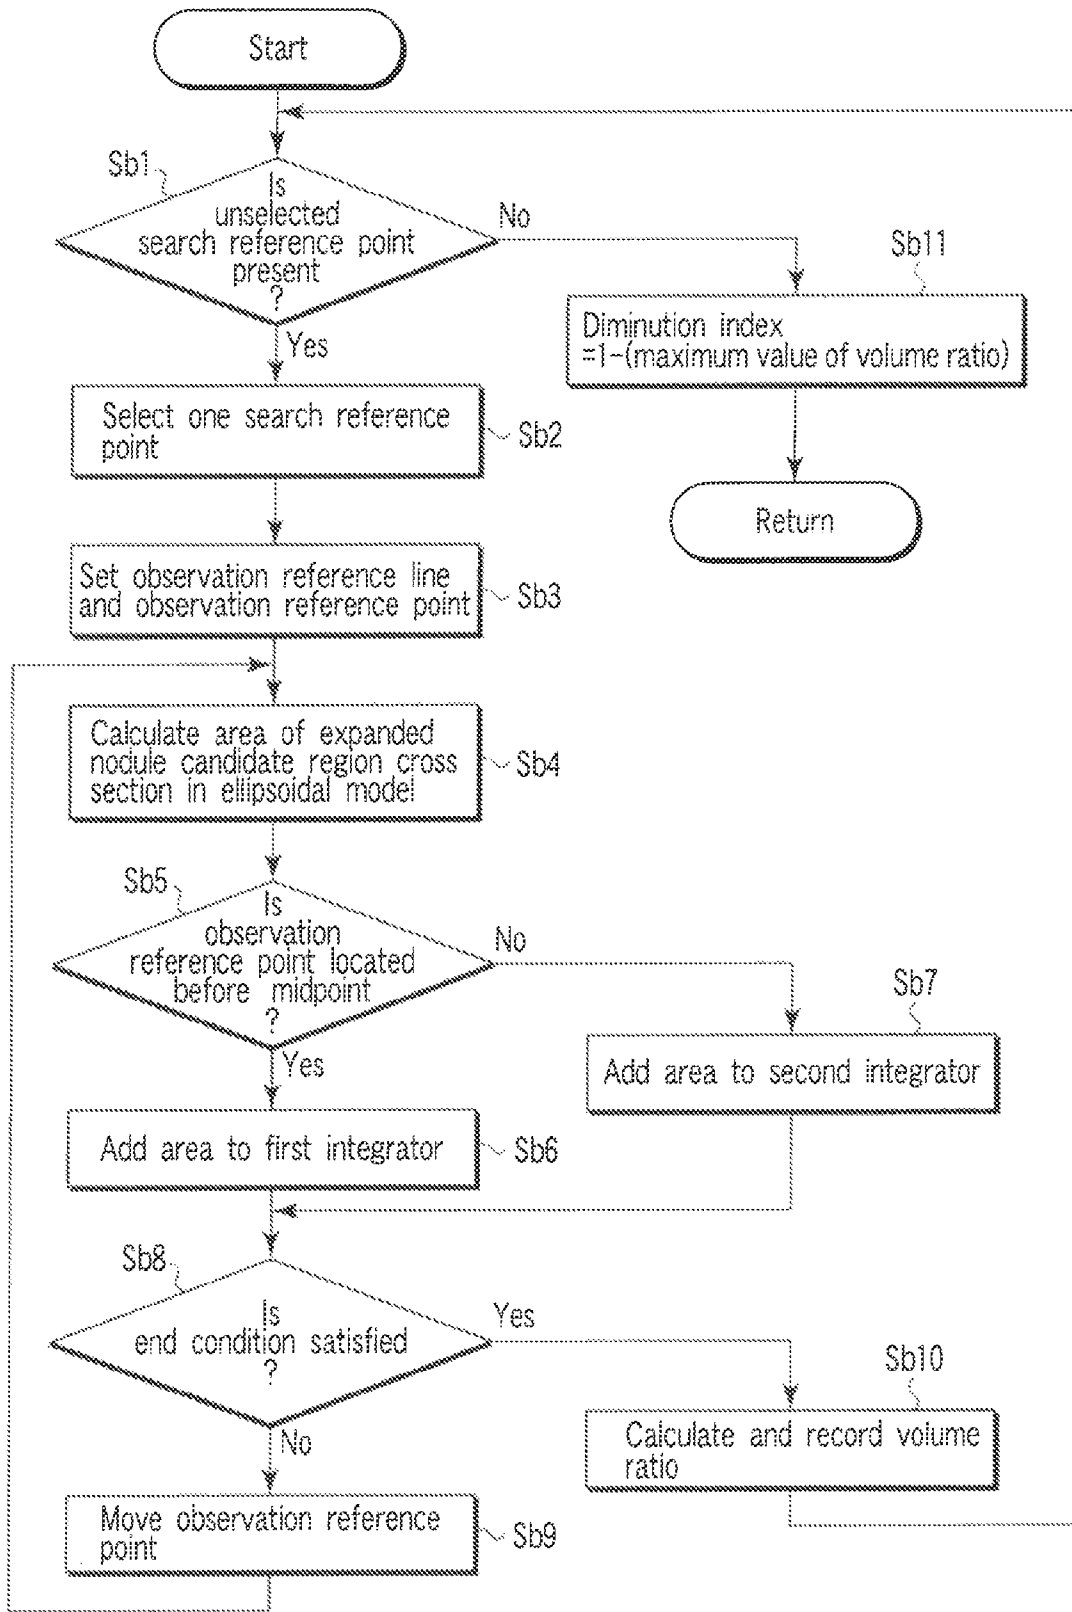 Start
Sb1
Is
unselected
search reference point
present
?
No
Yes
Sb11
Diminution index
=1-(maximum value of volume ratio)
Return
Select one search reference
point
Sb2
Set observation reference line
and observation reference point
Sb3
Calculate area of expanded
nodule candidate region cross
section in ellipsoidal model
Sb4
Sb5
Is
observation
reference point located
before midpoint
?
No
Yes
Sb7
Add area to second integrator
Add area to first integrator
Sb6
Sb8
Is
end condition satisfied
?
Yes
No
Sb10
Calculate and record volume
ratio
Move observation reference
point
Sb9